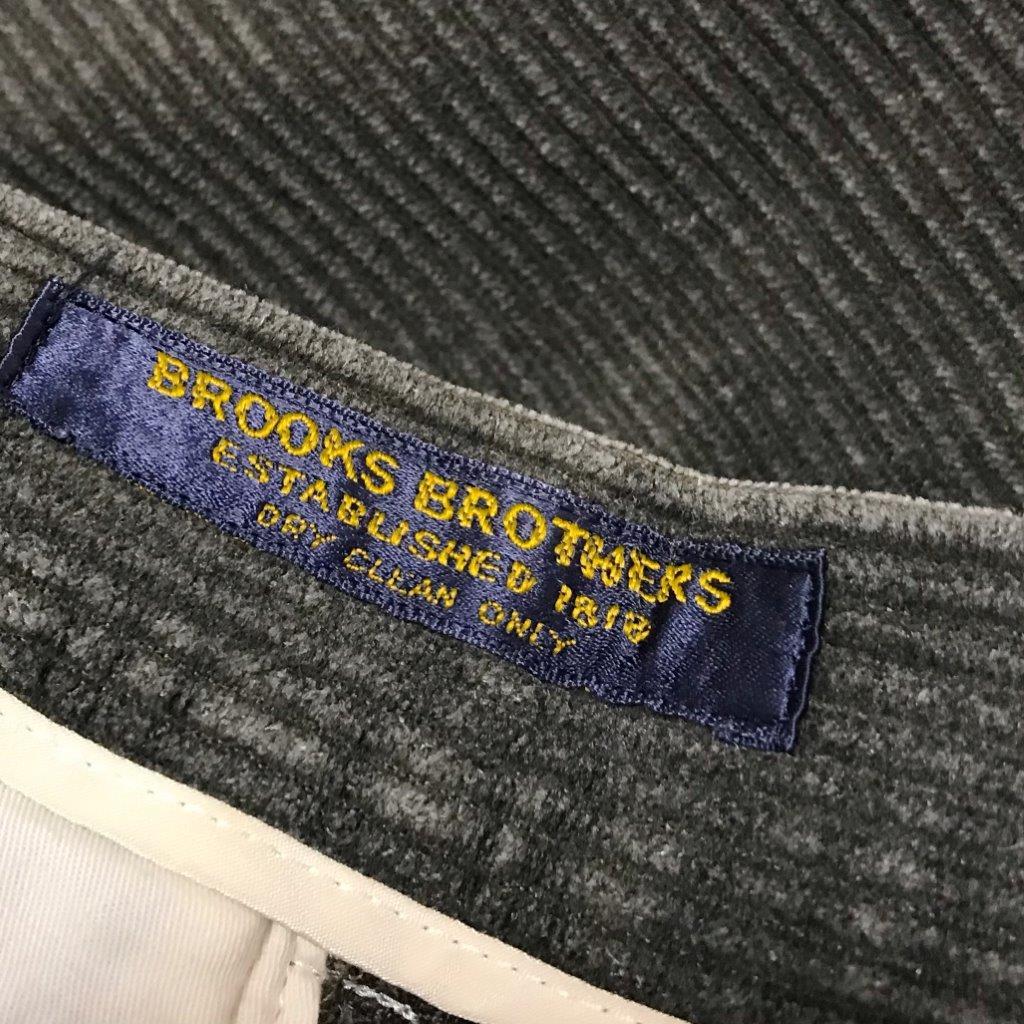 BROOKS BROTHERS
ESTABLISHED 1818
DRY CLEAN ONLY